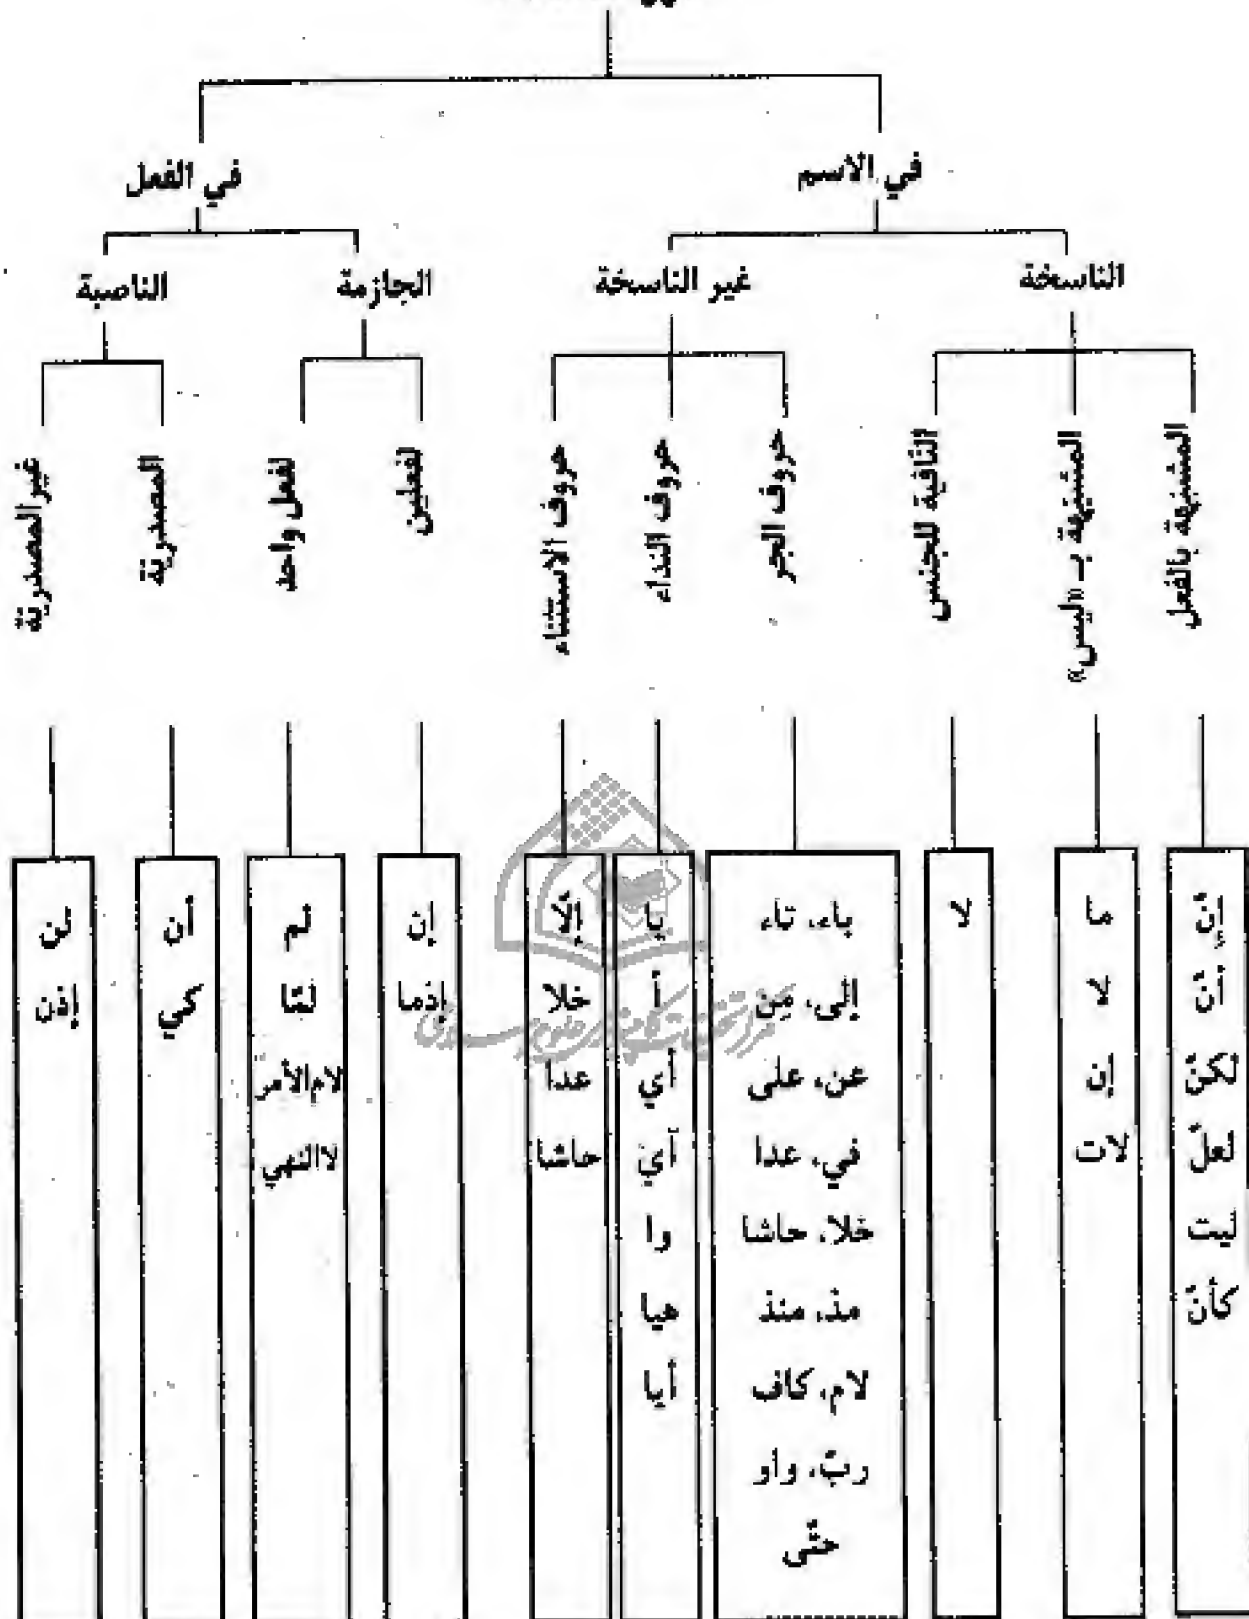 في الاسم
في الفعل
الناسخة
غير الناسخة
الجازمة
الناصبة
المشبهة بالفعل
المشبهة بـ «ليس»
النافية للجنس
حروف الجر
حروف النداء
حروف الاستثناء
لفعلين
لفعل واحد
المصدرية
غير المصدرية
إنّ
أنّ
لكنّ
لعلّ
ليت
كأنّ
ما
لا
إن
لات
لا
باء، تاء
إلى، من
عن، على
في، عدا
خلا، حاشا
مذ، منذ
لام، كاف
ربّ، واو
حتّى
يا
أ
أي
آي
وا
هيا
أيا
إلّا
خلا
عدا
حاشا
إن
إذما
لم
لمّا
لام الأمر
لا النهي
أن
كي
لن
إذن